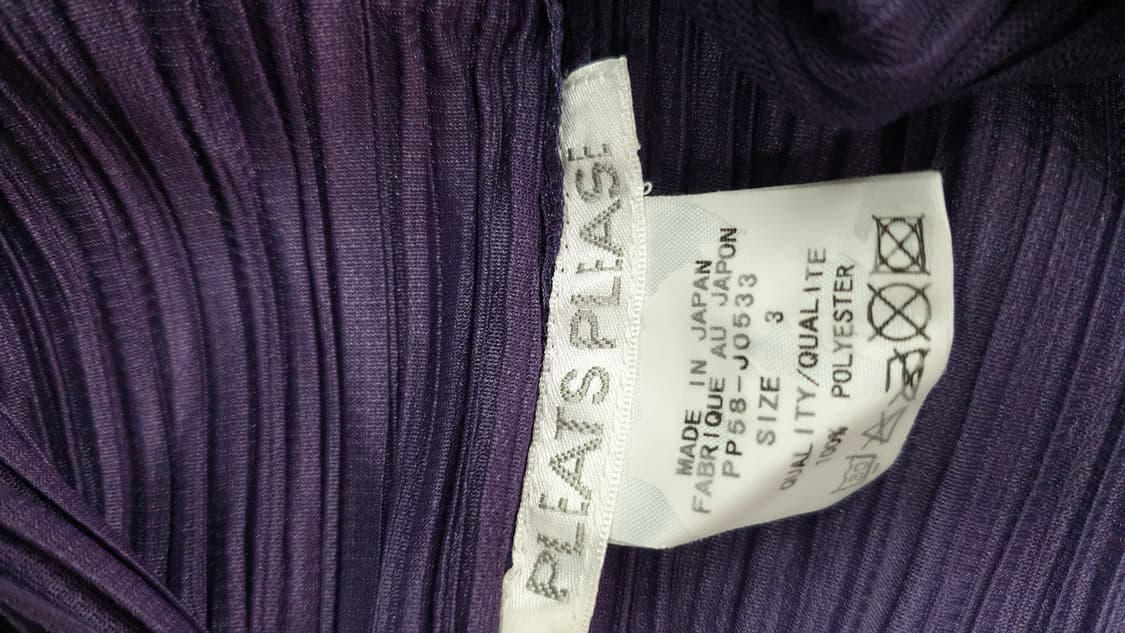 PLEATS PLEASE
MADE IN JAPAN
FABRIQUE AU JAPON
PP58-JO533
SIZE 3
QUALITY/QUALITE
100% POLYESTER